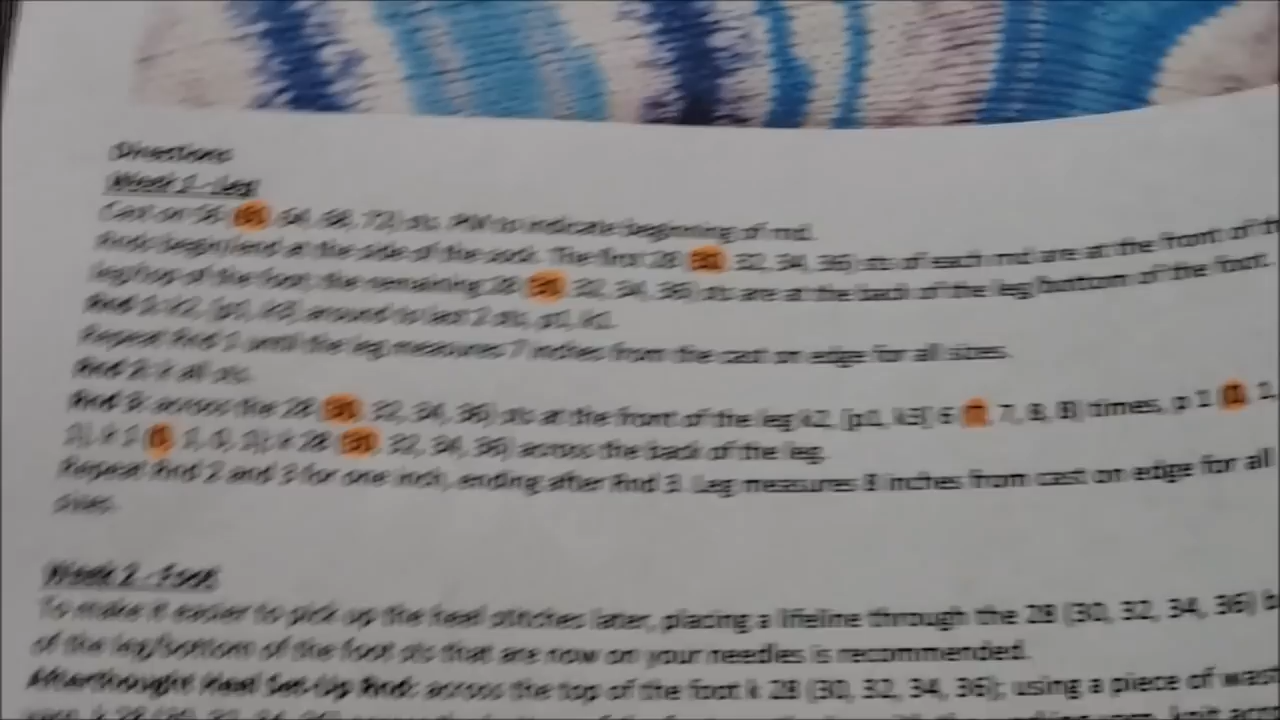 Directions
Week 1 - Leg
Cast on 56 (60, 64, 68, 72) sts. PM to indicate beginning of rnd.
Rnds begin/end at the side of the sock. The first 28 (30, 32, 34, 36) sts of each rnd are at the front of the
leg/top of the foot, the remaining 28 (30, 32, 34, 36) sts are at the back of the leg/bottom of the foot.
Rnd 1: k2, [p1, k3] around to last 2 sts, p1, k1.
Repeat Rnd 1 until the leg measures 7 inches from the cast on edge for all sizes.
Rnd 2: k all sts.
Rnd 3: across the 28 (30, 32, 34, 36) sts at the front of the leg k2, [p1, k3] 6 (7, 7, 8, 8) times, p 1 (1, 1,
1), k 1 (1, 1, 0, 1); k 28 (30, 32, 34, 36) across the back of the leg.
Repeat Rnd 2 and 3 for one inch, ending after Rnd 3. Leg measures 8 inches from cast on edge for all
sizes.
Week 2 - Foot
To make it easier to pick up the heel stitches later, placing a lifeline through the 28 (30, 32, 34, 36)
of the leg/bottom of the foot sts that are now on your needles is recommended.
Afterthought Heel Set-Up Rnd: across the top of the foot k 28 (30, 32, 34, 36); using a piece of